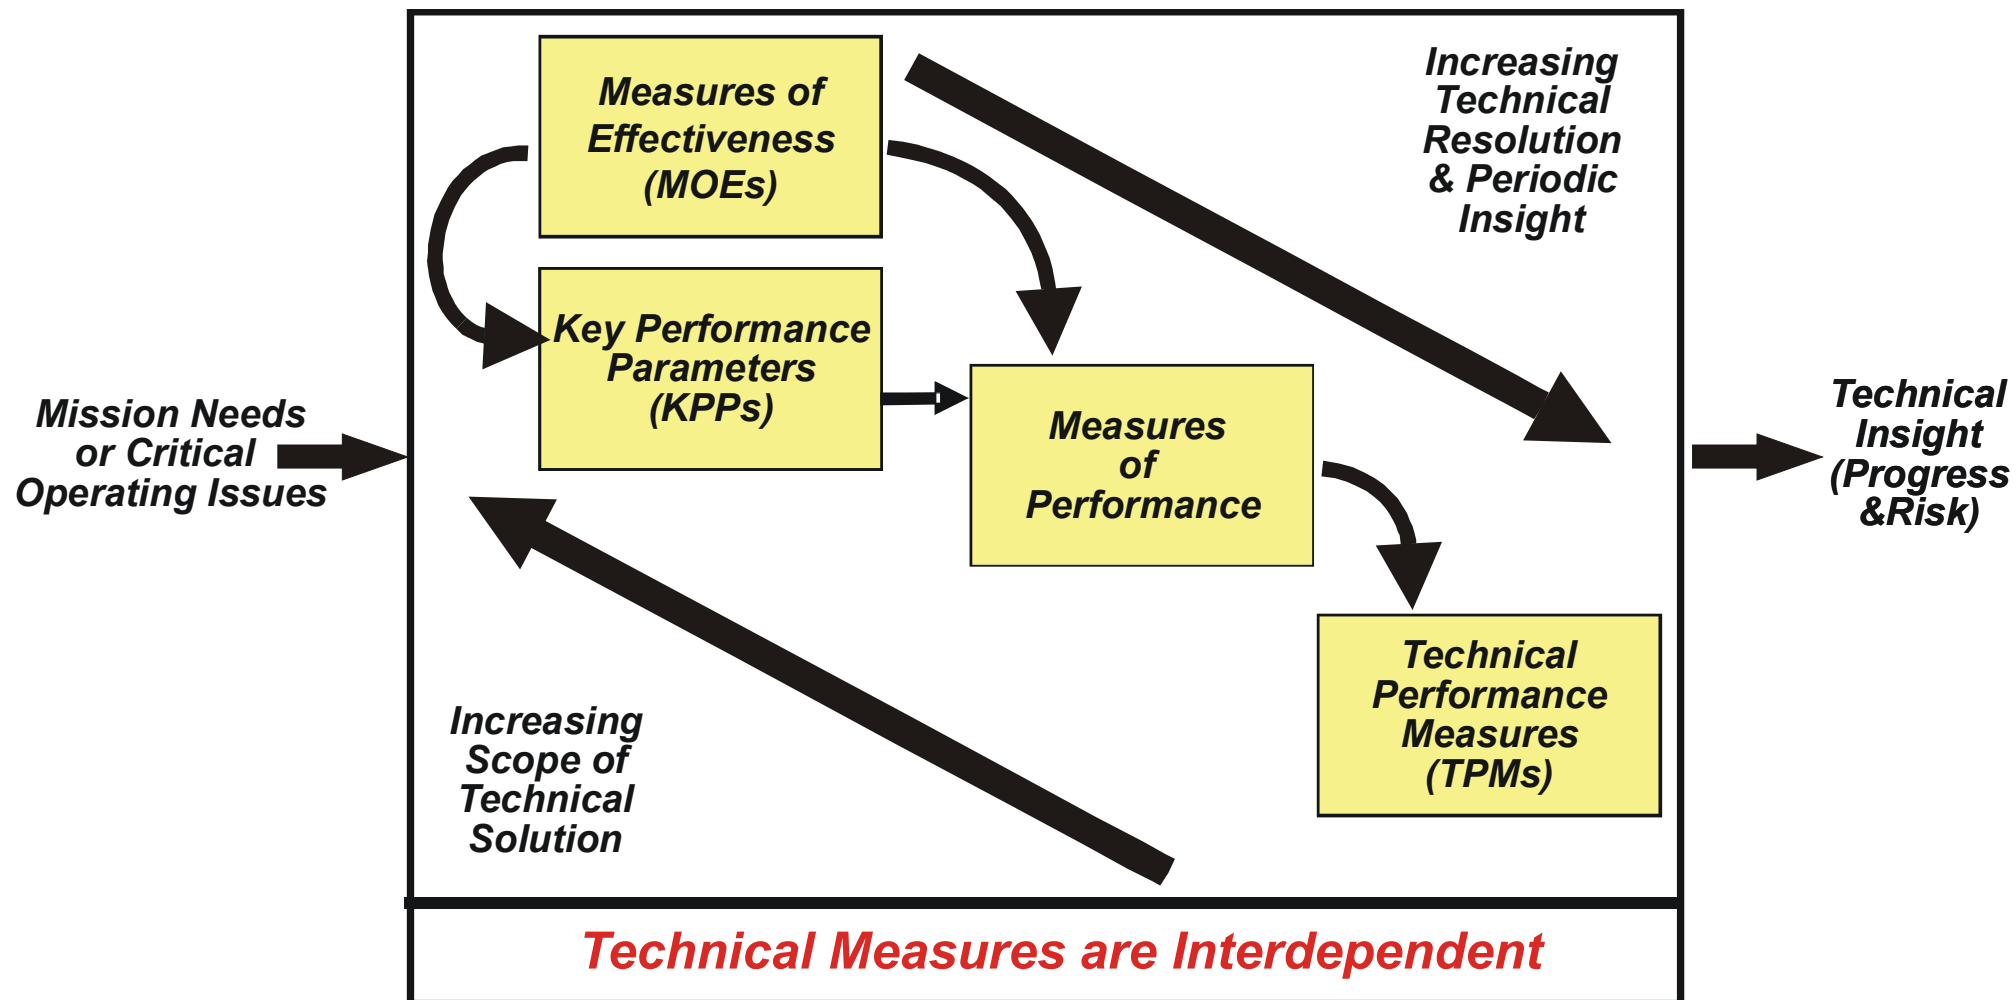 Measures of
Effectiveness
(MOEs)
Increasing
Technical
Resolution
& Periodic
Insight
Key Performance
Parameters
(KPPs)
Mission Needs
or Critical
Operating Issues
Measures
of
Performance
Technical
Insight
(Progress
&Risk)
Technical
Performance
Measures
(TPMs)
Increasing
Scope of
Technical
Solution
Technical Measures are Interdependent